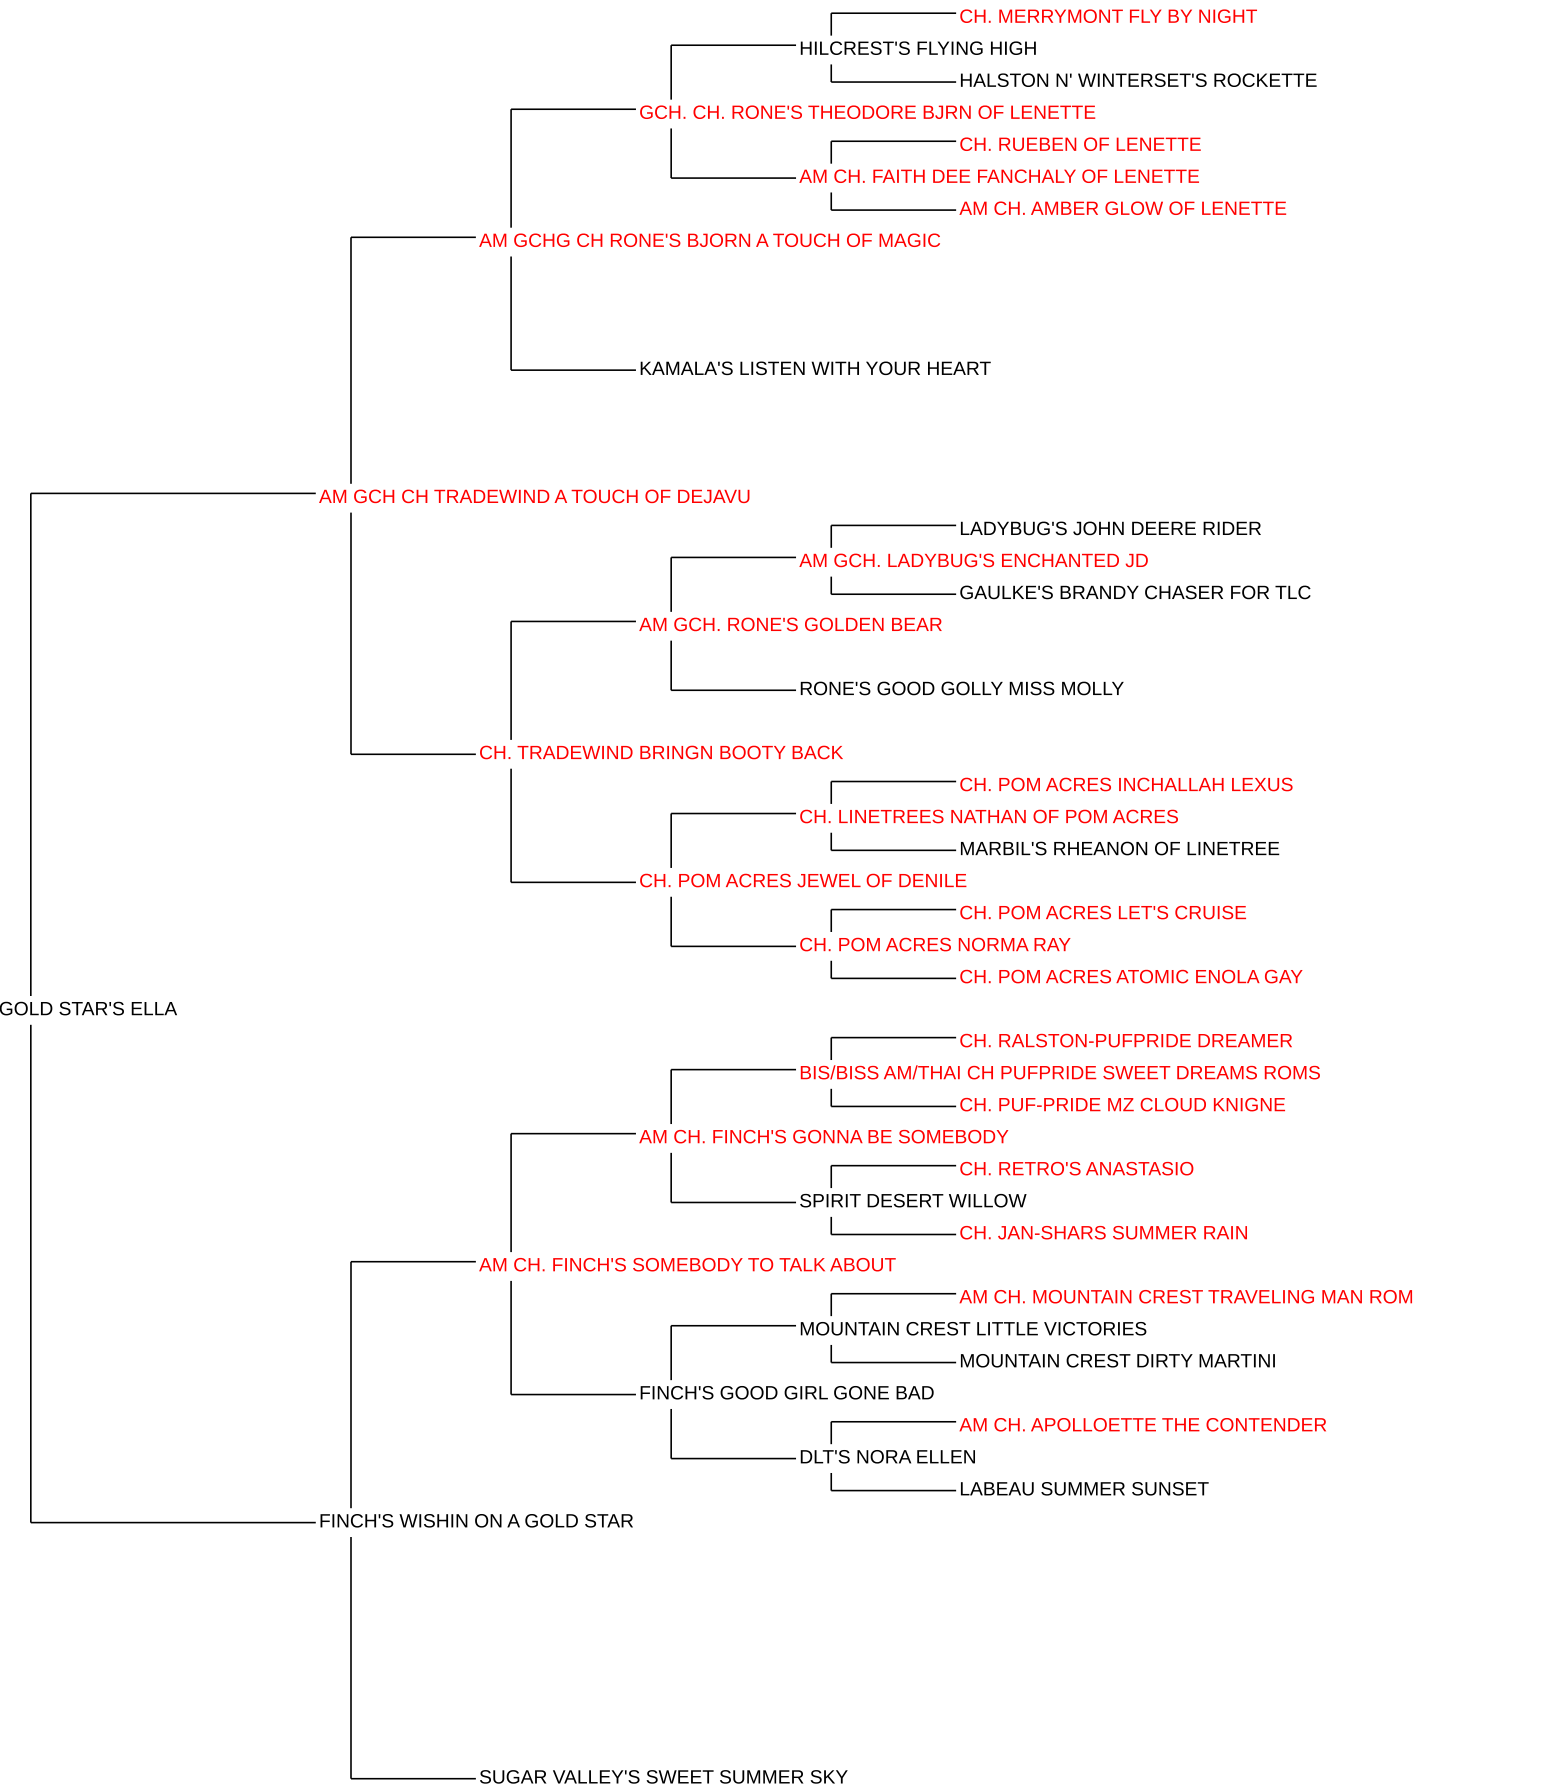 CH. MERRYMONT FLY BY NIGHT
HILCREST'S FLYING HIGH
HALSTON N' WINTERSET'S ROCKETTE
GCH. CH. RONE'S THEODORE BJRN OF LENETTE
CH. RUEBEN OF LENETTE
AM CH. FAITH DEE FANCHALY OF LENETTE
AM CH. AMBER GLOW OF LENETTE
AM GCHG CH RONE'S BJORN A TOUCH OF MAGIC
KAMALA'S LISTEN WITH YOUR HEART
AM GCH CH TRADEWIND A TOUCH OF DEJAVU
LADYBUG'S JOHN DEERE RIDER
AM GCH. LADYBUG'S ENCHANTED JD
GAULKE'S BRANDY CHASER FOR TLC
AM GCH. RONE'S GOLDEN BEAR
RONE'S GOOD GOLLY MISS MOLLY
CH. TRADEWIND BRINGN BOOTY BACK
CH. POM ACRES INCHALLAH LEXUS
CH. LINETREES NATHAN OF POM ACRES
MARBIL'S RHEANON OF LINETREE
CH. POM ACRES JEWEL OF DENILE
CH. POM ACRES LET'S CRUISE
CH. POM ACRES NORMA RAY
CH. POM ACRES ATOMIC ENOLA GAY
GOLD STAR'S ELLA
CH. RALSTON-PUFPRIDE DREAMER
BIS/BISS AM/THAI CH PUFPRIDE SWEET DREAMS ROMS
CH. PUF-PRIDE MZ CLOUD KNIGNE
AM CH. FINCH'S GONNA BE SOMEBODY
CH. RETRO'S ANASTASIO
SPIRIT DESERT WILLOW
CH. JAN-SHARS SUMMER RAIN
AM CH. FINCH'S SOMEBODY TO TALK ABOUT
AM CH. MOUNTAIN CREST TRAVELING MAN ROM
MOUNTAIN CREST LITTLE VICTORIES
MOUNTAIN CREST DIRTY MARTINI
FINCH'S GOOD GIRL GONE BAD
AM CH. APOLLOETTE THE CONTENDER
DLT'S NORA ELLEN
LABEAU SUMMER SUNSET
FINCH'S WISHIN ON A GOLD STAR
SUGAR VALLEY'S SWEET SUMMER SKY